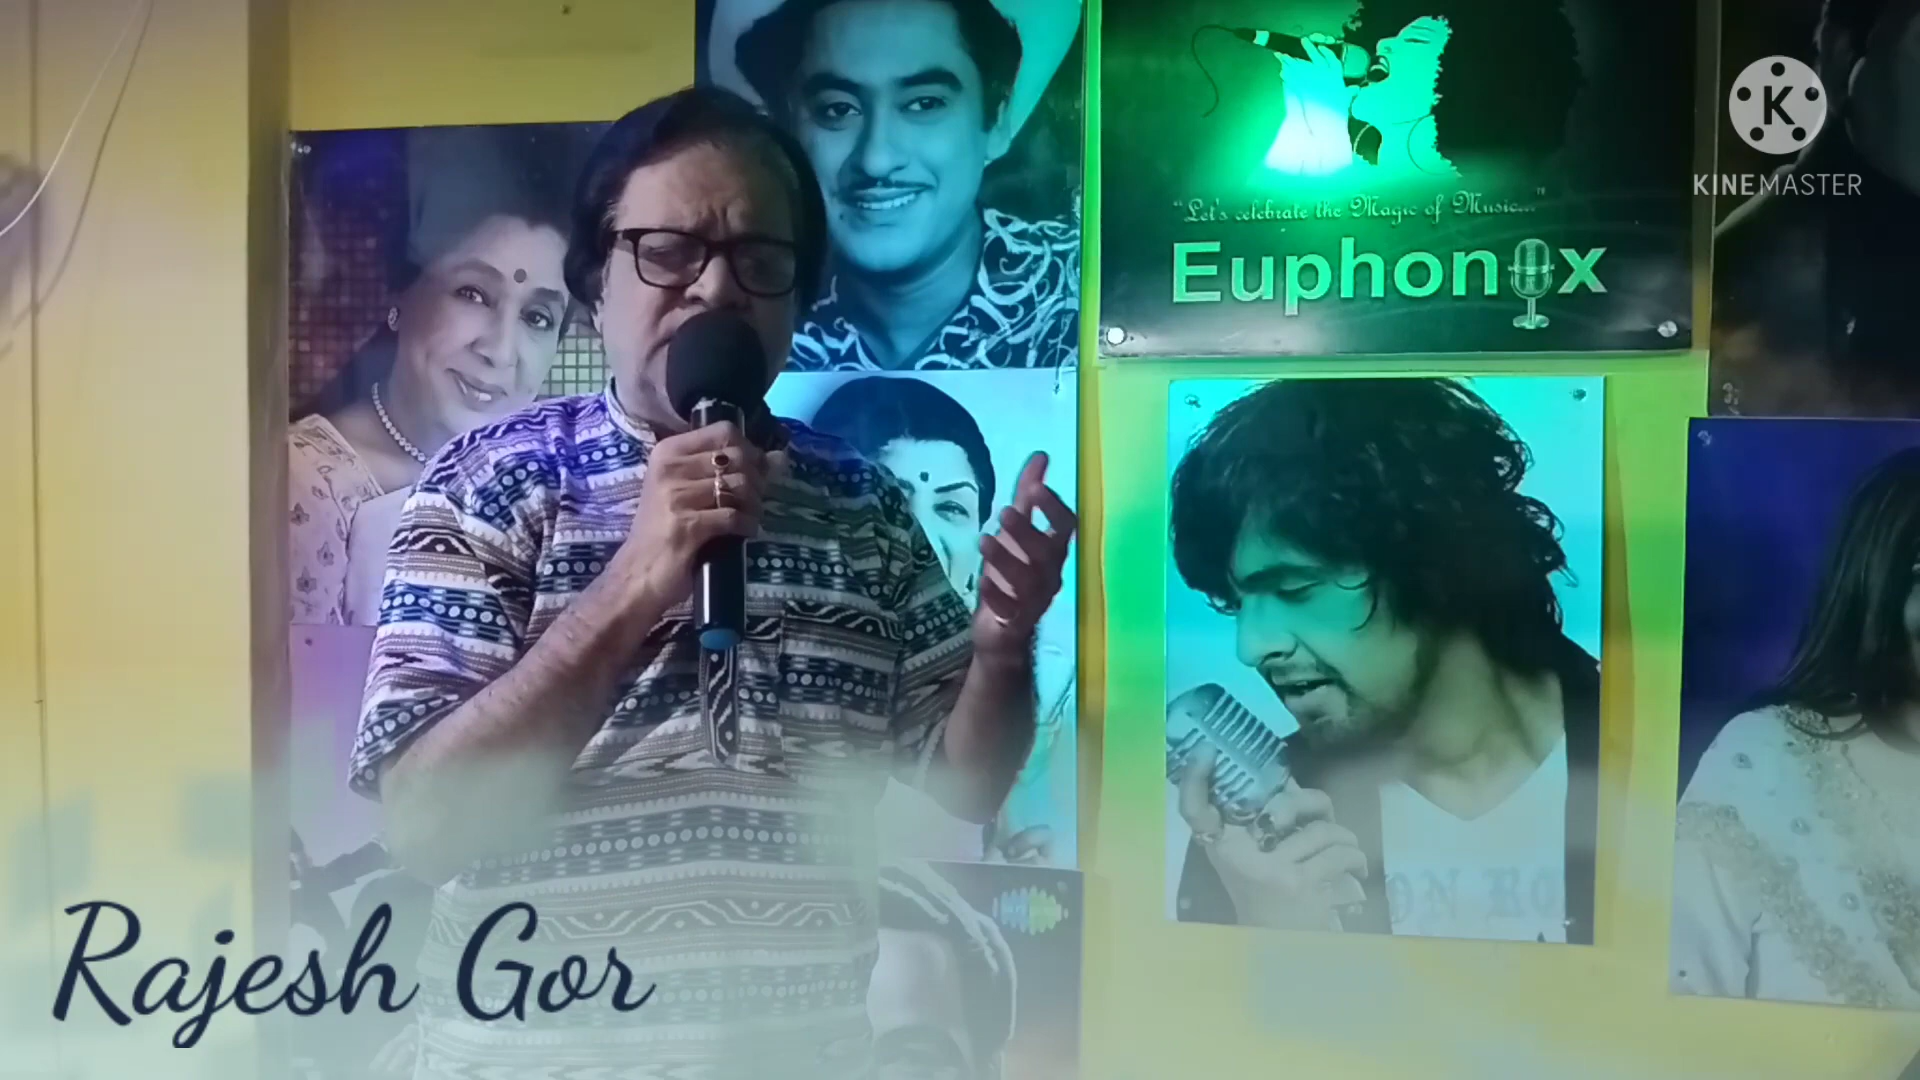 KINEMASTER
"Let's celebrate the Magic of Music..."
Euphonix
Rajesh Gor